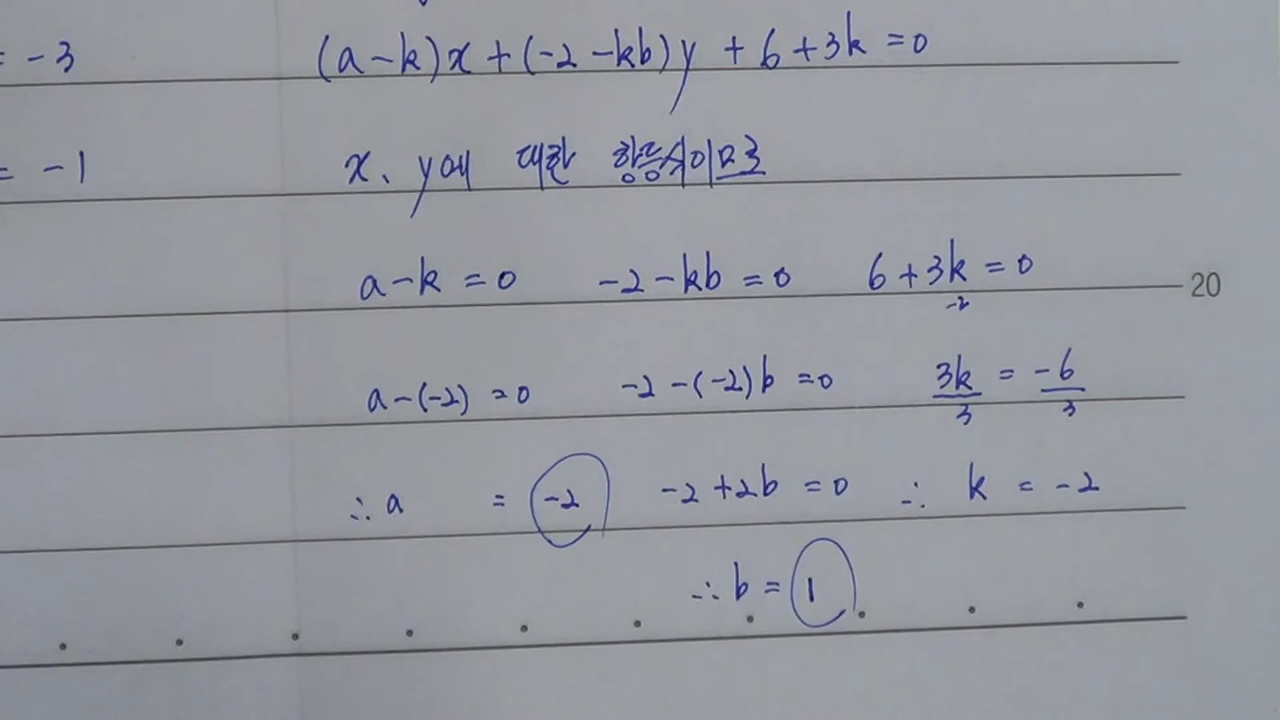 = -3 (a-k)x+(-2-kb)y+6+3k=0
= -1 x、y에 대한 항등식이므로
a-k=0 -2-kb=0 6+3k=0 20
-2
a-(-2)=0 -2-(-2)b=0 3k/3 = -6/3
∴a = -2 -2+2b=0 ∴ k = -2
∴b=1